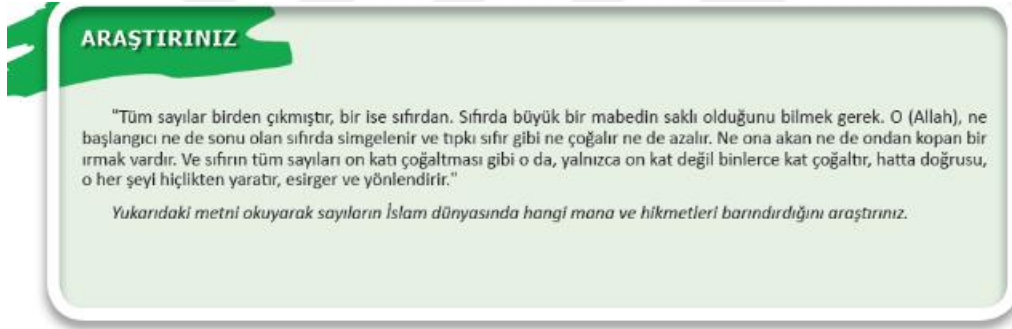 ARAŞTIRINIZ
"Tüm sayılar birden çıkmıştır, bir ise sıfırdan. Sıfırda büyük bir mabedin saklı olduğunu bilmek gerek. O (Allah), ne
başlangıcı ne de sonu olan sıfırda simgelenir ve tıpkı sıfır gibi ne çoğalır ne de azalır. Ne ona akan ne de ondan kopan bir
ırmak vardır. Ve sıfırın tüm sayıları on katı çoğaltması gibi o da, yalnızca on kat değil binlerce kat çoğaltır, hatta doğrusu,
o her şeyi hiçlikten yaratır, esirger ve yönlendirir."
Yukarıdaki metni okuyarak sayıların İslam dünyasında hangi mana ve hikmetleri barındırdığını araştırınız.